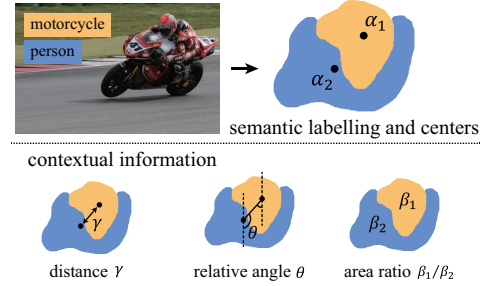 motorcycle
person
41
α₁
α₂
semantic labelling and centers
contextual information
γ
θ
β₁
β₂
distance γ
relative angle θ
area ratio β₁/β₂